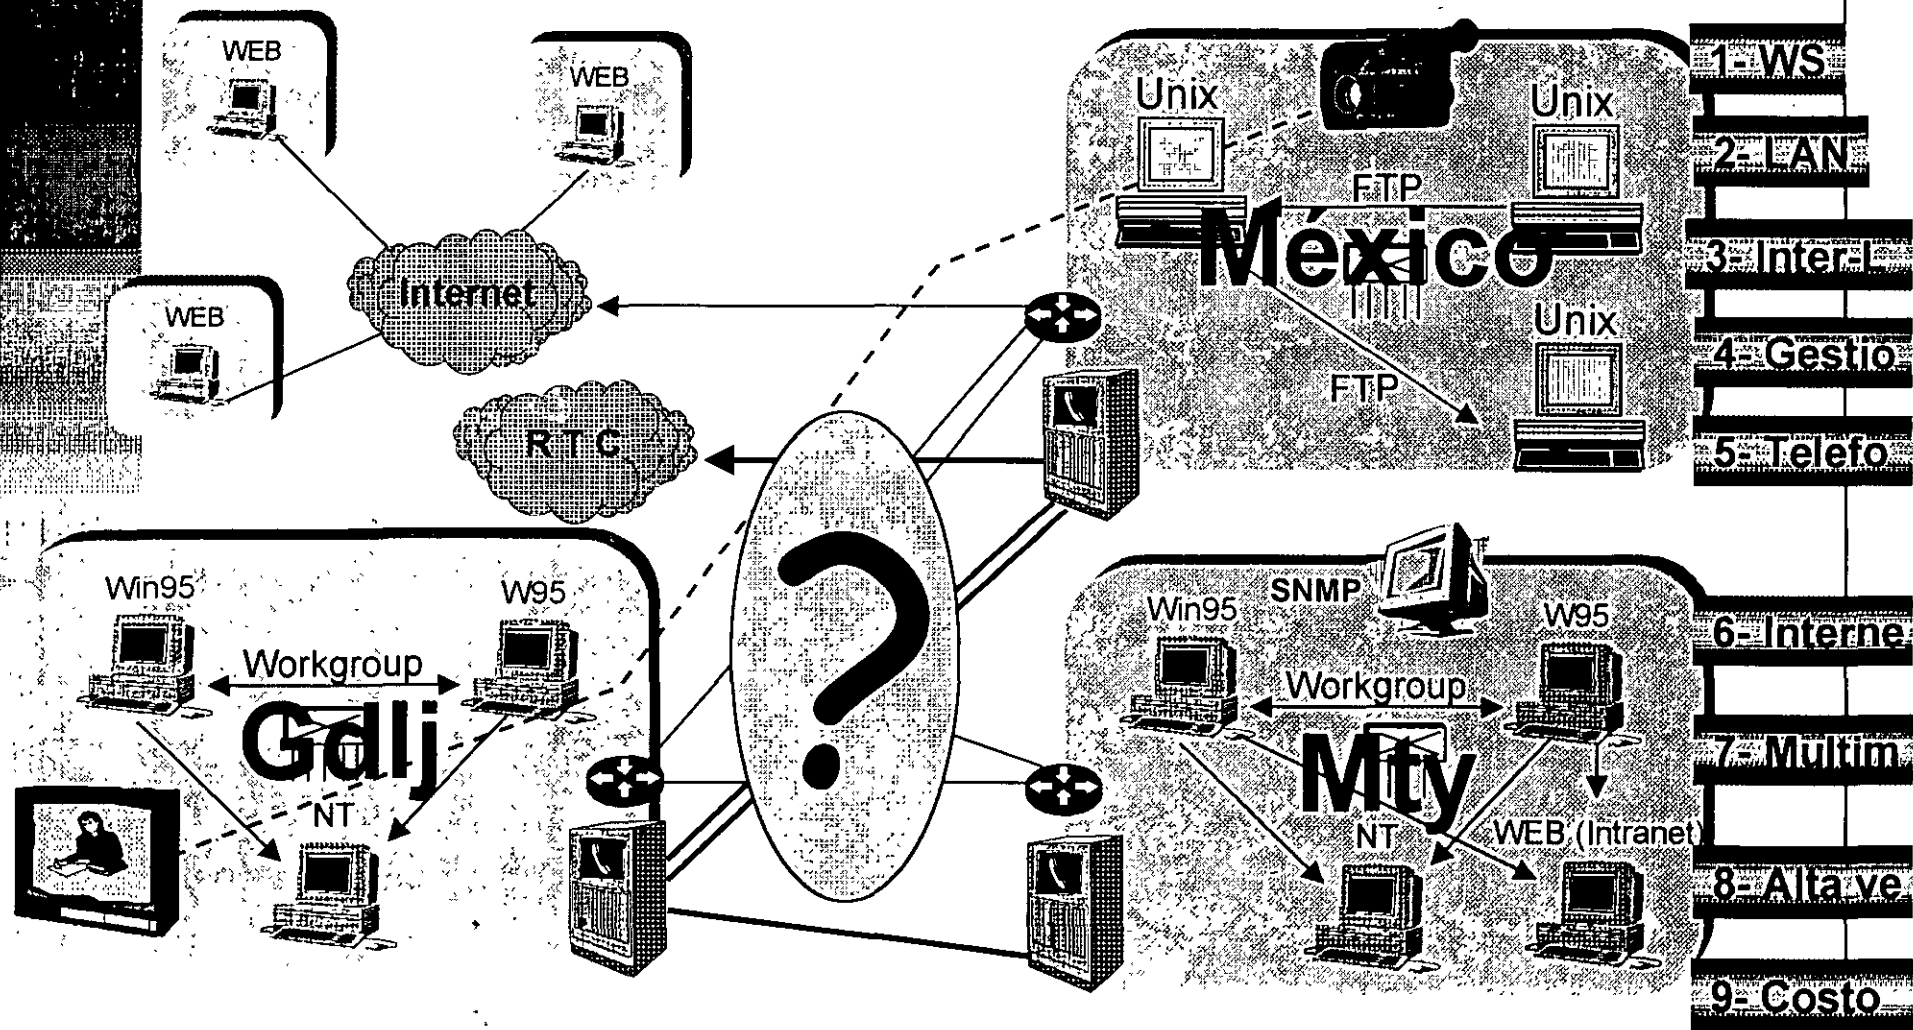 WEB
WEB
WEB
Internet
RTC
Unix
Unix
FTP
México
Unix
FTP
Win95
W95
Workgroup
Gdlj
NT
SNMP
Win95
W95
Workgroup
Mty
NT
WEB (Intranet)
?
1- WS
2- LAN
3- Inter-L
4- Gestio
5- Telefo
6- Interne
7- Multim
8- Alta ve
9- Costo